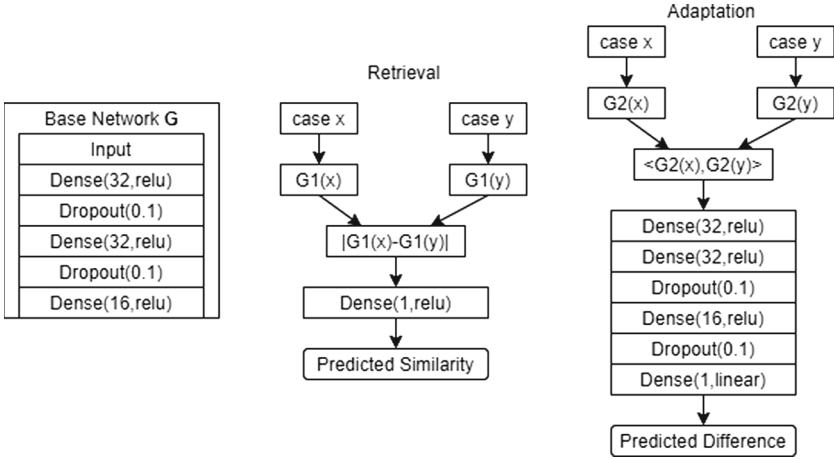 Base Network G
Input
Dense(32,relu)
Dropout(0.1)
Dense(32,relu)
Dropout(0.1)
Dense(16,relu)
Retrieval
case x
case y
G1(x)
G1(y)
|G1(x)-G1(y)|
Dense(1,relu)
Predicted Similarity
Adaptation
case x
case y
G2(x)
G2(y)
<G2(x),G2(y)>
Dense(32,relu)
Dense(32,relu)
Dropout(0.1)
Dense(16,relu)
Dropout(0.1)
Dense(1,linear)
Predicted Difference